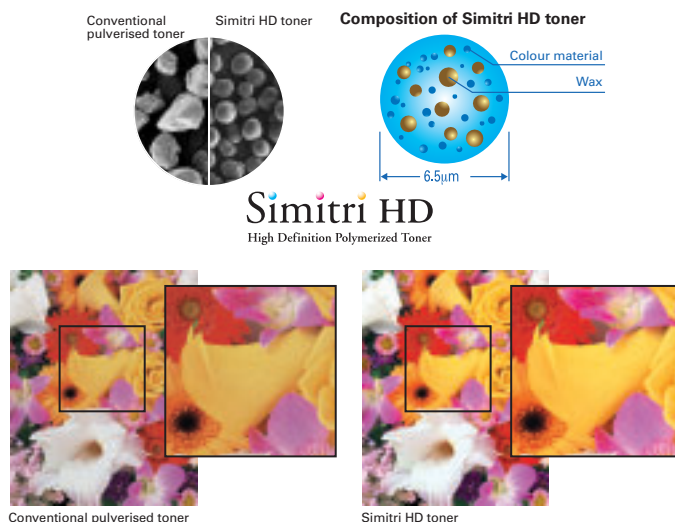 Conventional
pulverised toner
Simitri HD toner
Composition of Simitri HD toner
Colour material
Wax
6.5µm
Simitri HD
High Definition Polymerized Toner
Conventional pulverised toner
Simitri HD toner